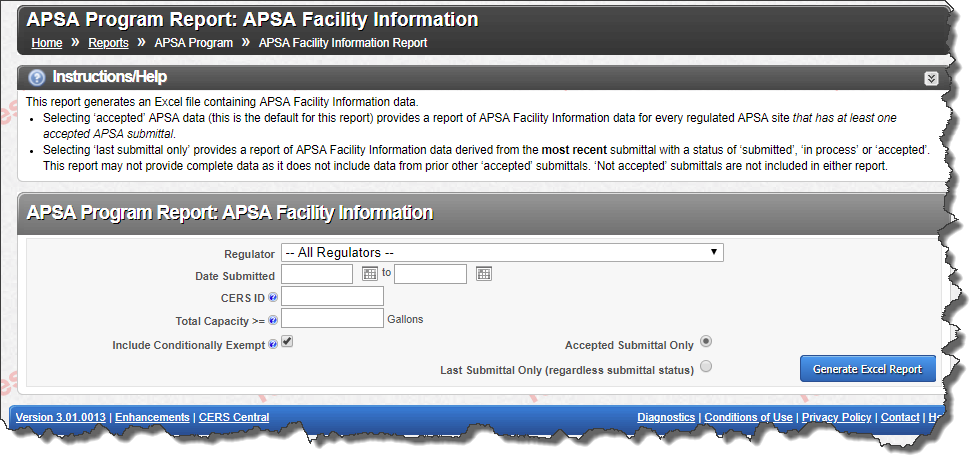 APSA Program Report: APSA Facility Information
Home » Reports » APSA Program » APSA Facility Information Report
Instructions/Help
This report generates an Excel file containing APSA Facility Information data.
• Selecting ‘accepted’ APSA data (this is the default for this report) provides a report of APSA Facility Information data for every regulated APSA site that has at least one
accepted APSA submittal.
• Selecting ‘last submittal only’ provides a report of APSA Facility Information data derived from the most recent submittal with a status of ‘submitted’, ‘in process’ or ‘accepted’.
This report may not provide complete data as it does not include data from prior other ‘accepted’ submittals. ‘Not accepted’ submittals are not included in either report.
APSA Program Report: APSA Facility Information
Regulator -- All Regulators --
Date Submitted to
CERS ID
Total Capacity >= Gallons
Include Conditionally Exempt Accepted Submittal Only
Last Submittal Only (regardless submittal status) Generate Excel Report
Version 3.01.0013 | Enhancements | CERS Central Diagnostics | Conditions of Use | Privacy Policy | Contact |